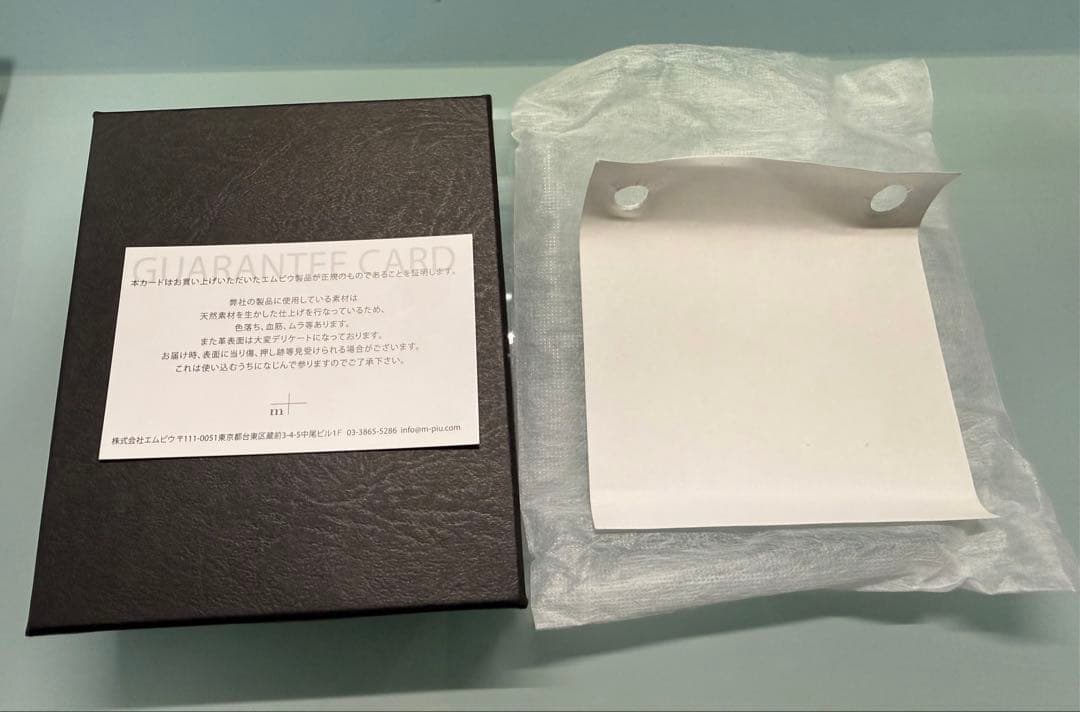 GUARANTEE CARD
本カードはお買い上げいただいたエムピウ製品が正規のものであることを証明します。
弊社の製品に使用している素材は
天然素材を生かした仕上げを行なっているため、
色落ち、血筋、ムラ等あります。
また革表面は大変デリケートになっております。
お届け時、表面に当り傷、押し跡等見受けられる場合がございます。
これは使い込むうちになじんで参りますのでご了承下さい。
m+
株式会社エムピウ 〒111-0051東京都台東区蔵前3-4-5中尾ビル1F 03-3865-5286 info@m-piu.com